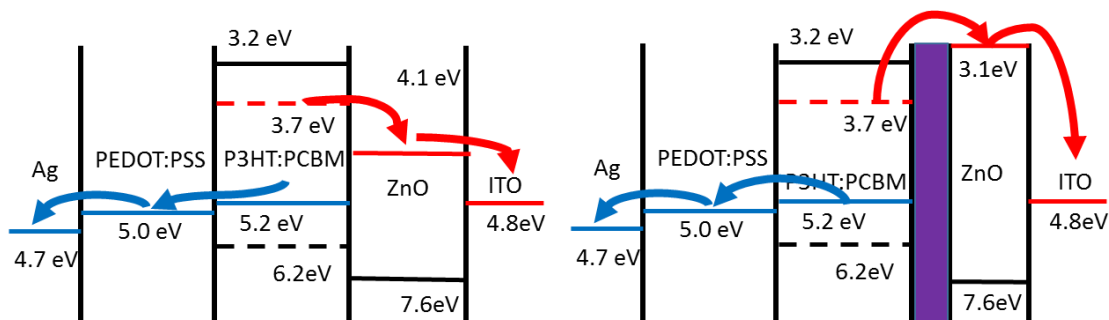 3.2 eV
4.1 eV
3.7 eV
Ag
PEDOT:PSS
P3HT:PCBM
ZnO
ITO
5.0 eV
5.2 eV
4.8eV
4.7 eV
6.2eV
7.6eV
3.2 eV
3.1eV
3.7 eV
Ag
PEDOT:PSS
P3HT:PCBM
ZnO
ITO
5.0 eV
5.2 eV
4.8eV
4.7 eV
6.2eV
7.6eV